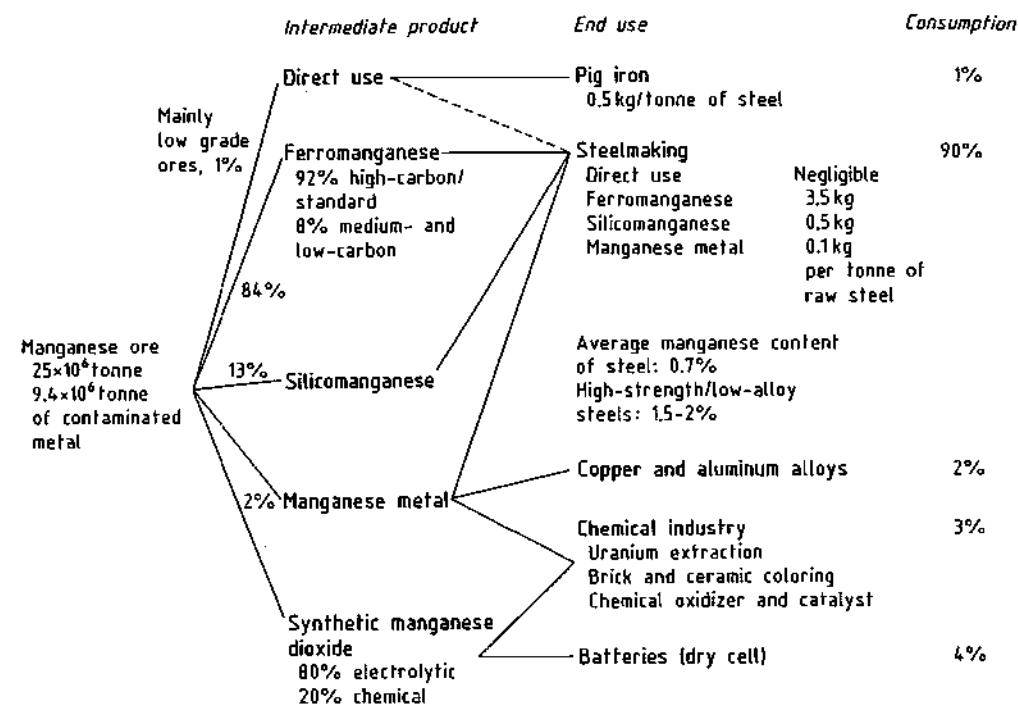 Intermediate product
End use
Consumption
Direct use
Pig iron
1%
0.5kg/tonne of steel
Mainly
low grade
ores, 1%
Ferromanganese
92% high-carbon/
standard
8% medium- and
low-carbon
Steelmaking
90%
Direct use Negligible
Ferromanganese 3.5kg
Silicomanganese 0.5kg
Manganese metal 0.1kg
per tonne of
raw steel
84%
Manganese ore
25×10⁶ tonne
9.4×10⁶ tonne
of contaminated
metal
13%
Silicomanganese
Average manganese content
of steel: 0.7%
High-strength/low-alloy
steels: 1.5-2%
2%
Manganese metal
Copper and aluminum alloys
2%
Chemical industry
3%
Uranium extraction
Brick and ceramic coloring
Chemical oxidizer and catalyst
Synthetic manganese
dioxide
80% electrolytic
20% chemical
Batteries (dry cell)
4%